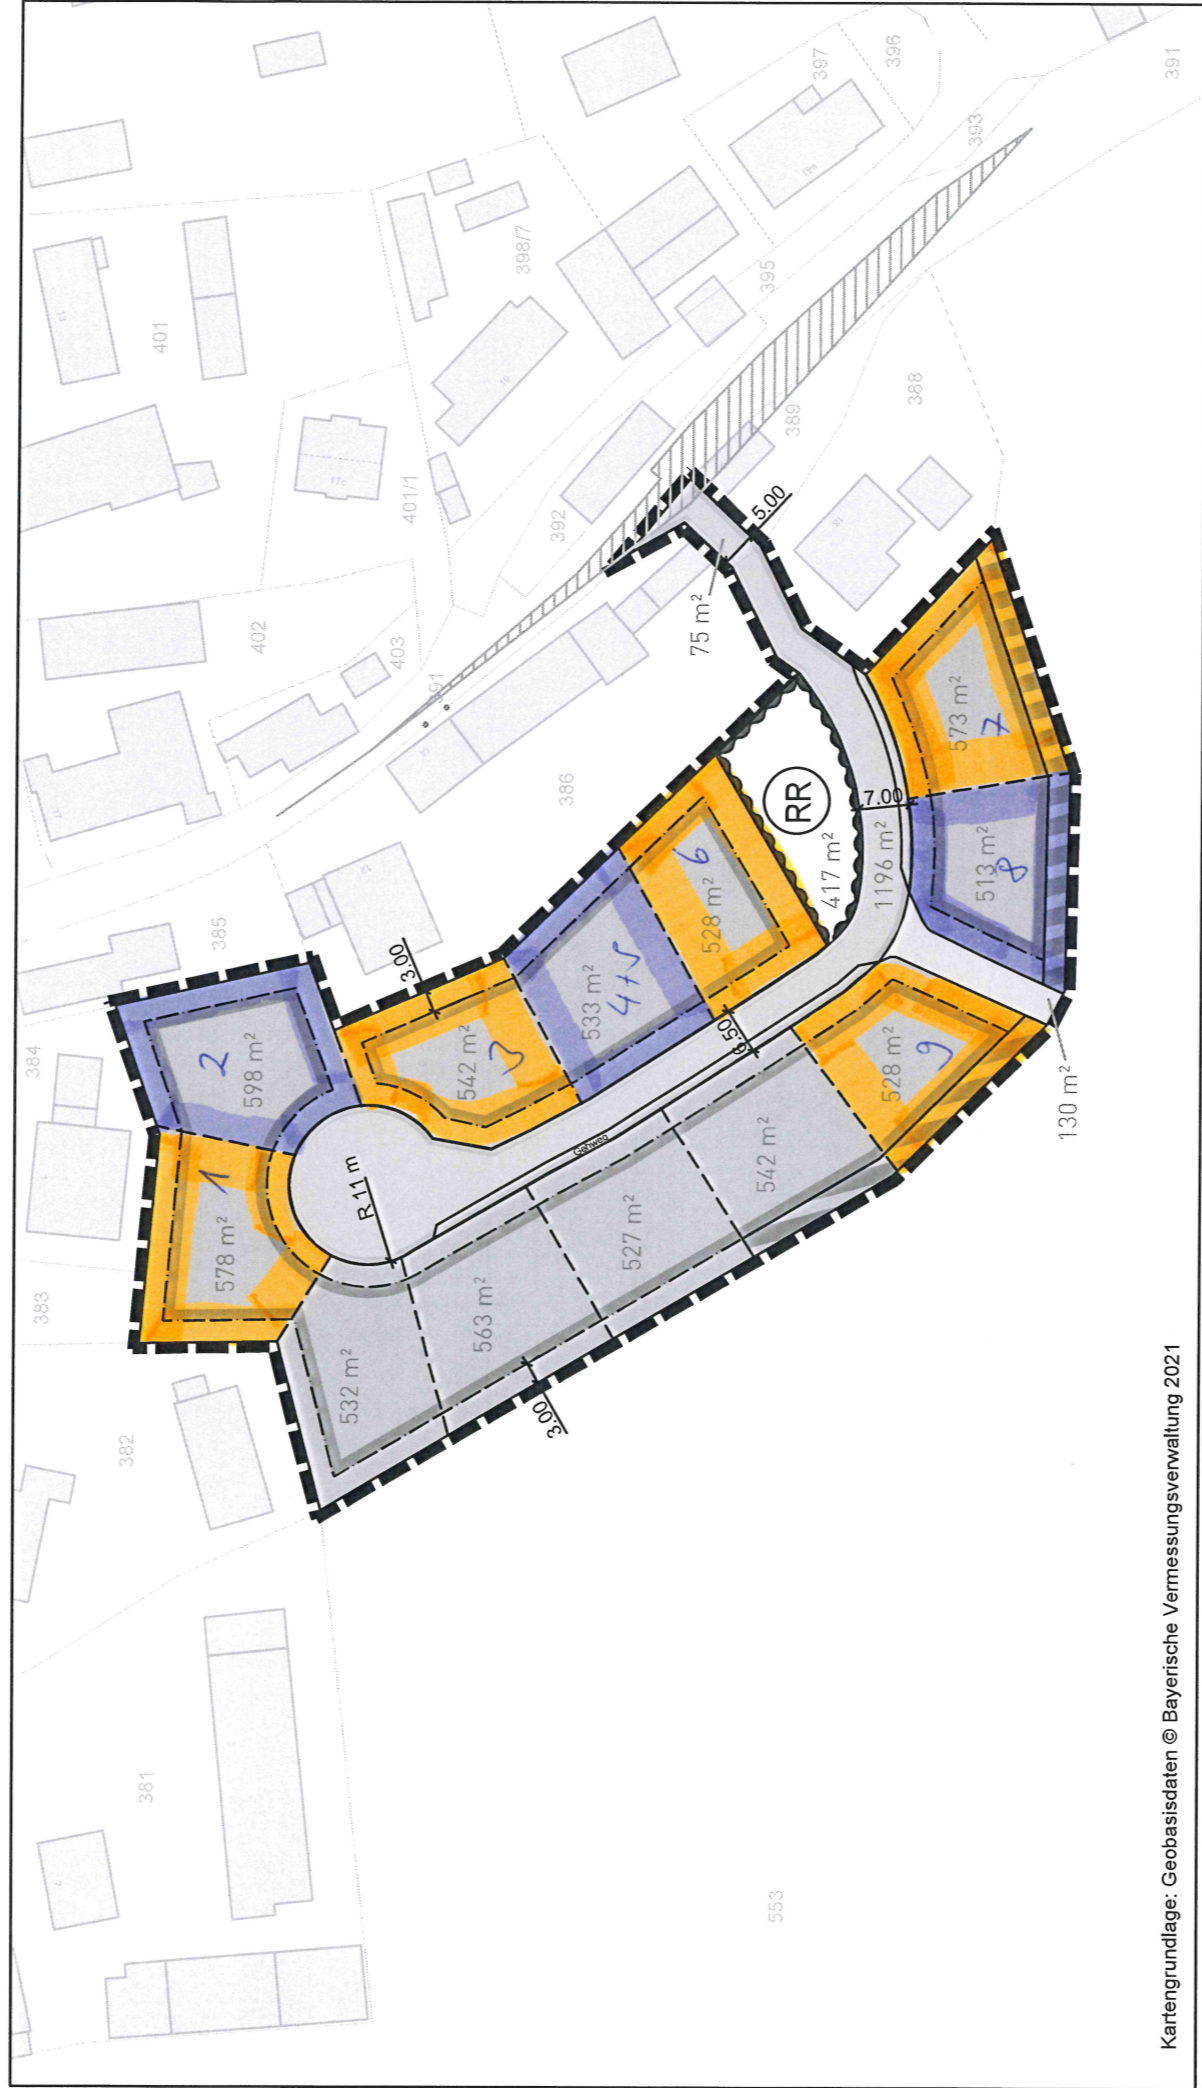 397
396
391
393
398/7
395
401
388
389
401/1
392
402
403
5.00
75 m²
386
573 m²
7
RR
7.00
417 m²
1196 m²
513 m²
8
528 m²
6
385
3.00
533 m²
4+5
6.50
528 m²
9
130 m²
384
2
598 m²
542 m²
3
Gehweg
542 m²
1
578 m²
R 11 m
527 m²
383
563 m²
532 m²
3.00
382
381
553
Kartengrundlage: Geobasisdaten © Bayerische Vermessungsverwaltung 2021